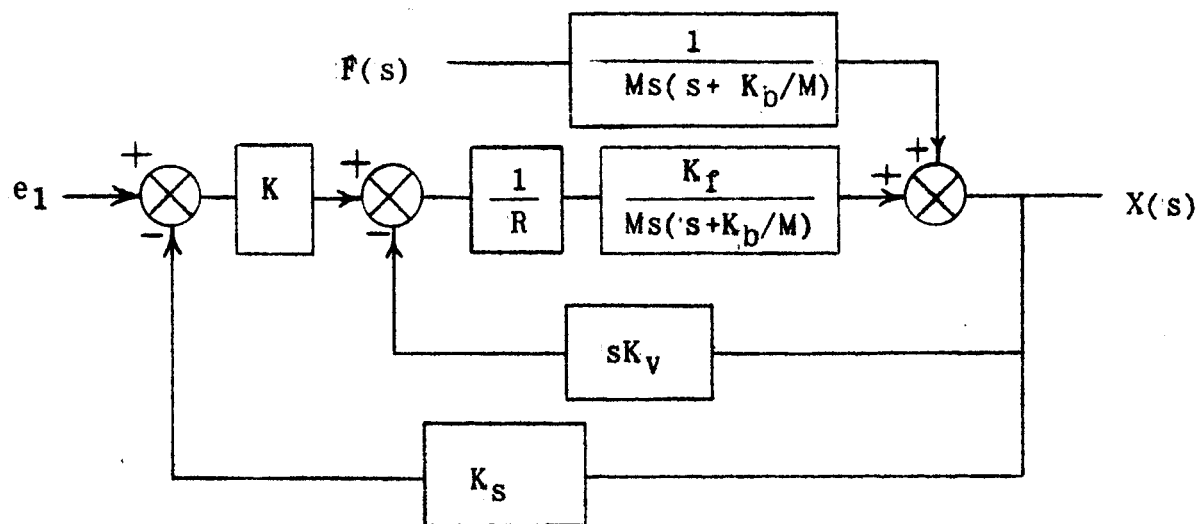 F(s)
1
Ms(s+ K_b/M)
+
+
e_1
+
-
K
+
-
1
R
K_f
Ms(s+K_b/M)
+
X(s)
sK_v
K_s